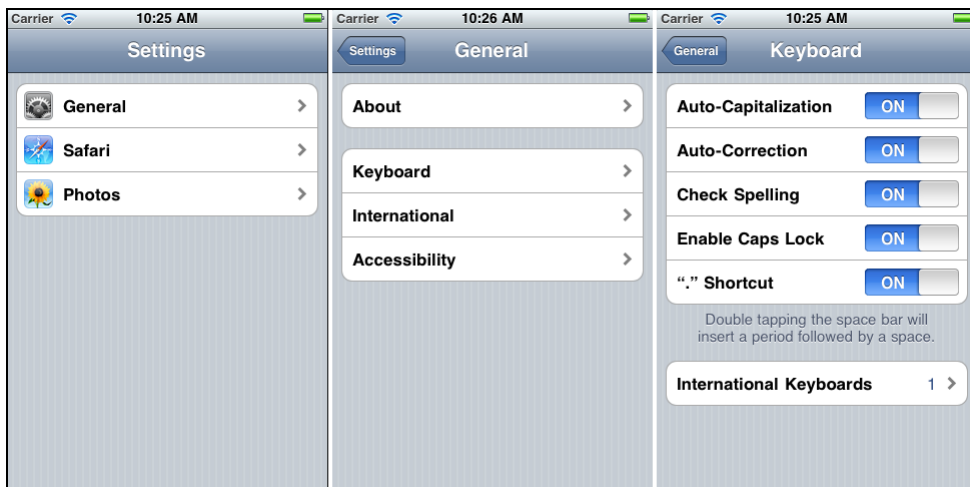 Carrier 10:25 AM
Settings
General
Safari
Photos
Carrier 10:26 AM
Settings General
About
Keyboard
International
Accessibility
Carrier 10:25 AM
General Keyboard
Auto-Capitalization ON
Auto-Correction ON
Check Spelling ON
Enable Caps Lock ON
“.” Shortcut ON
Double tapping the space bar will
insert a period followed by a space.
International Keyboards 1